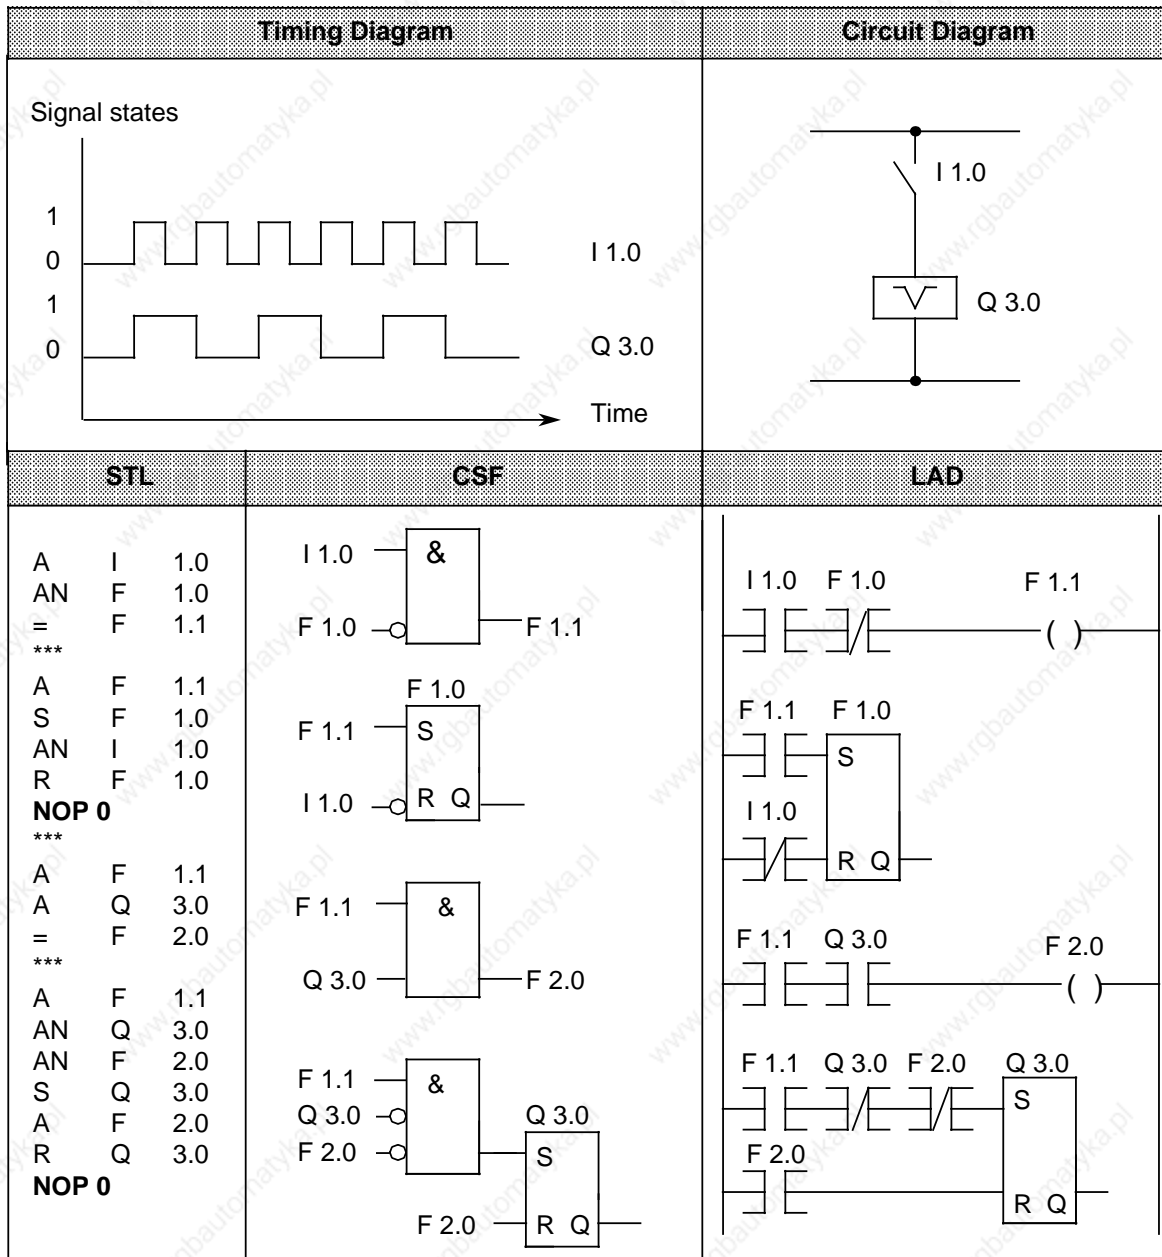 Timing Diagram
Circuit Diagram
Signal states
1
0
I 1.0
1
0
Q 3.0
Time
I 1.0
Q 3.0
STL
CSF
LAD
A I 1.0
AN F 1.0
= F 1.1
***
A F 1.1
S F 1.0
AN I 1.0
R F 1.0
NOP 0
***
A F 1.1
A Q 3.0
= F 2.0
***
A F 1.1
AN Q 3.0
AN F 2.0
S Q 3.0
A F 2.0
R Q 3.0
NOP 0
I 1.0
&
F 1.0
F 1.1
F 1.0
F 1.1
S
I 1.0
R Q
F 1.1
&
Q 3.0
F 2.0
F 1.1
&
Q 3.0
F 2.0
Q 3.0
S
F 2.0
R Q
I 1.0 F 1.0 F 1.1
( )
F 1.1 F 1.0
S
I 1.0
R Q
F 1.1 Q 3.0 F 2.0
( )
F 1.1 Q 3.0 F 2.0 Q 3.0
S
F 2.0
R Q
www.rgbautomatyka.pl